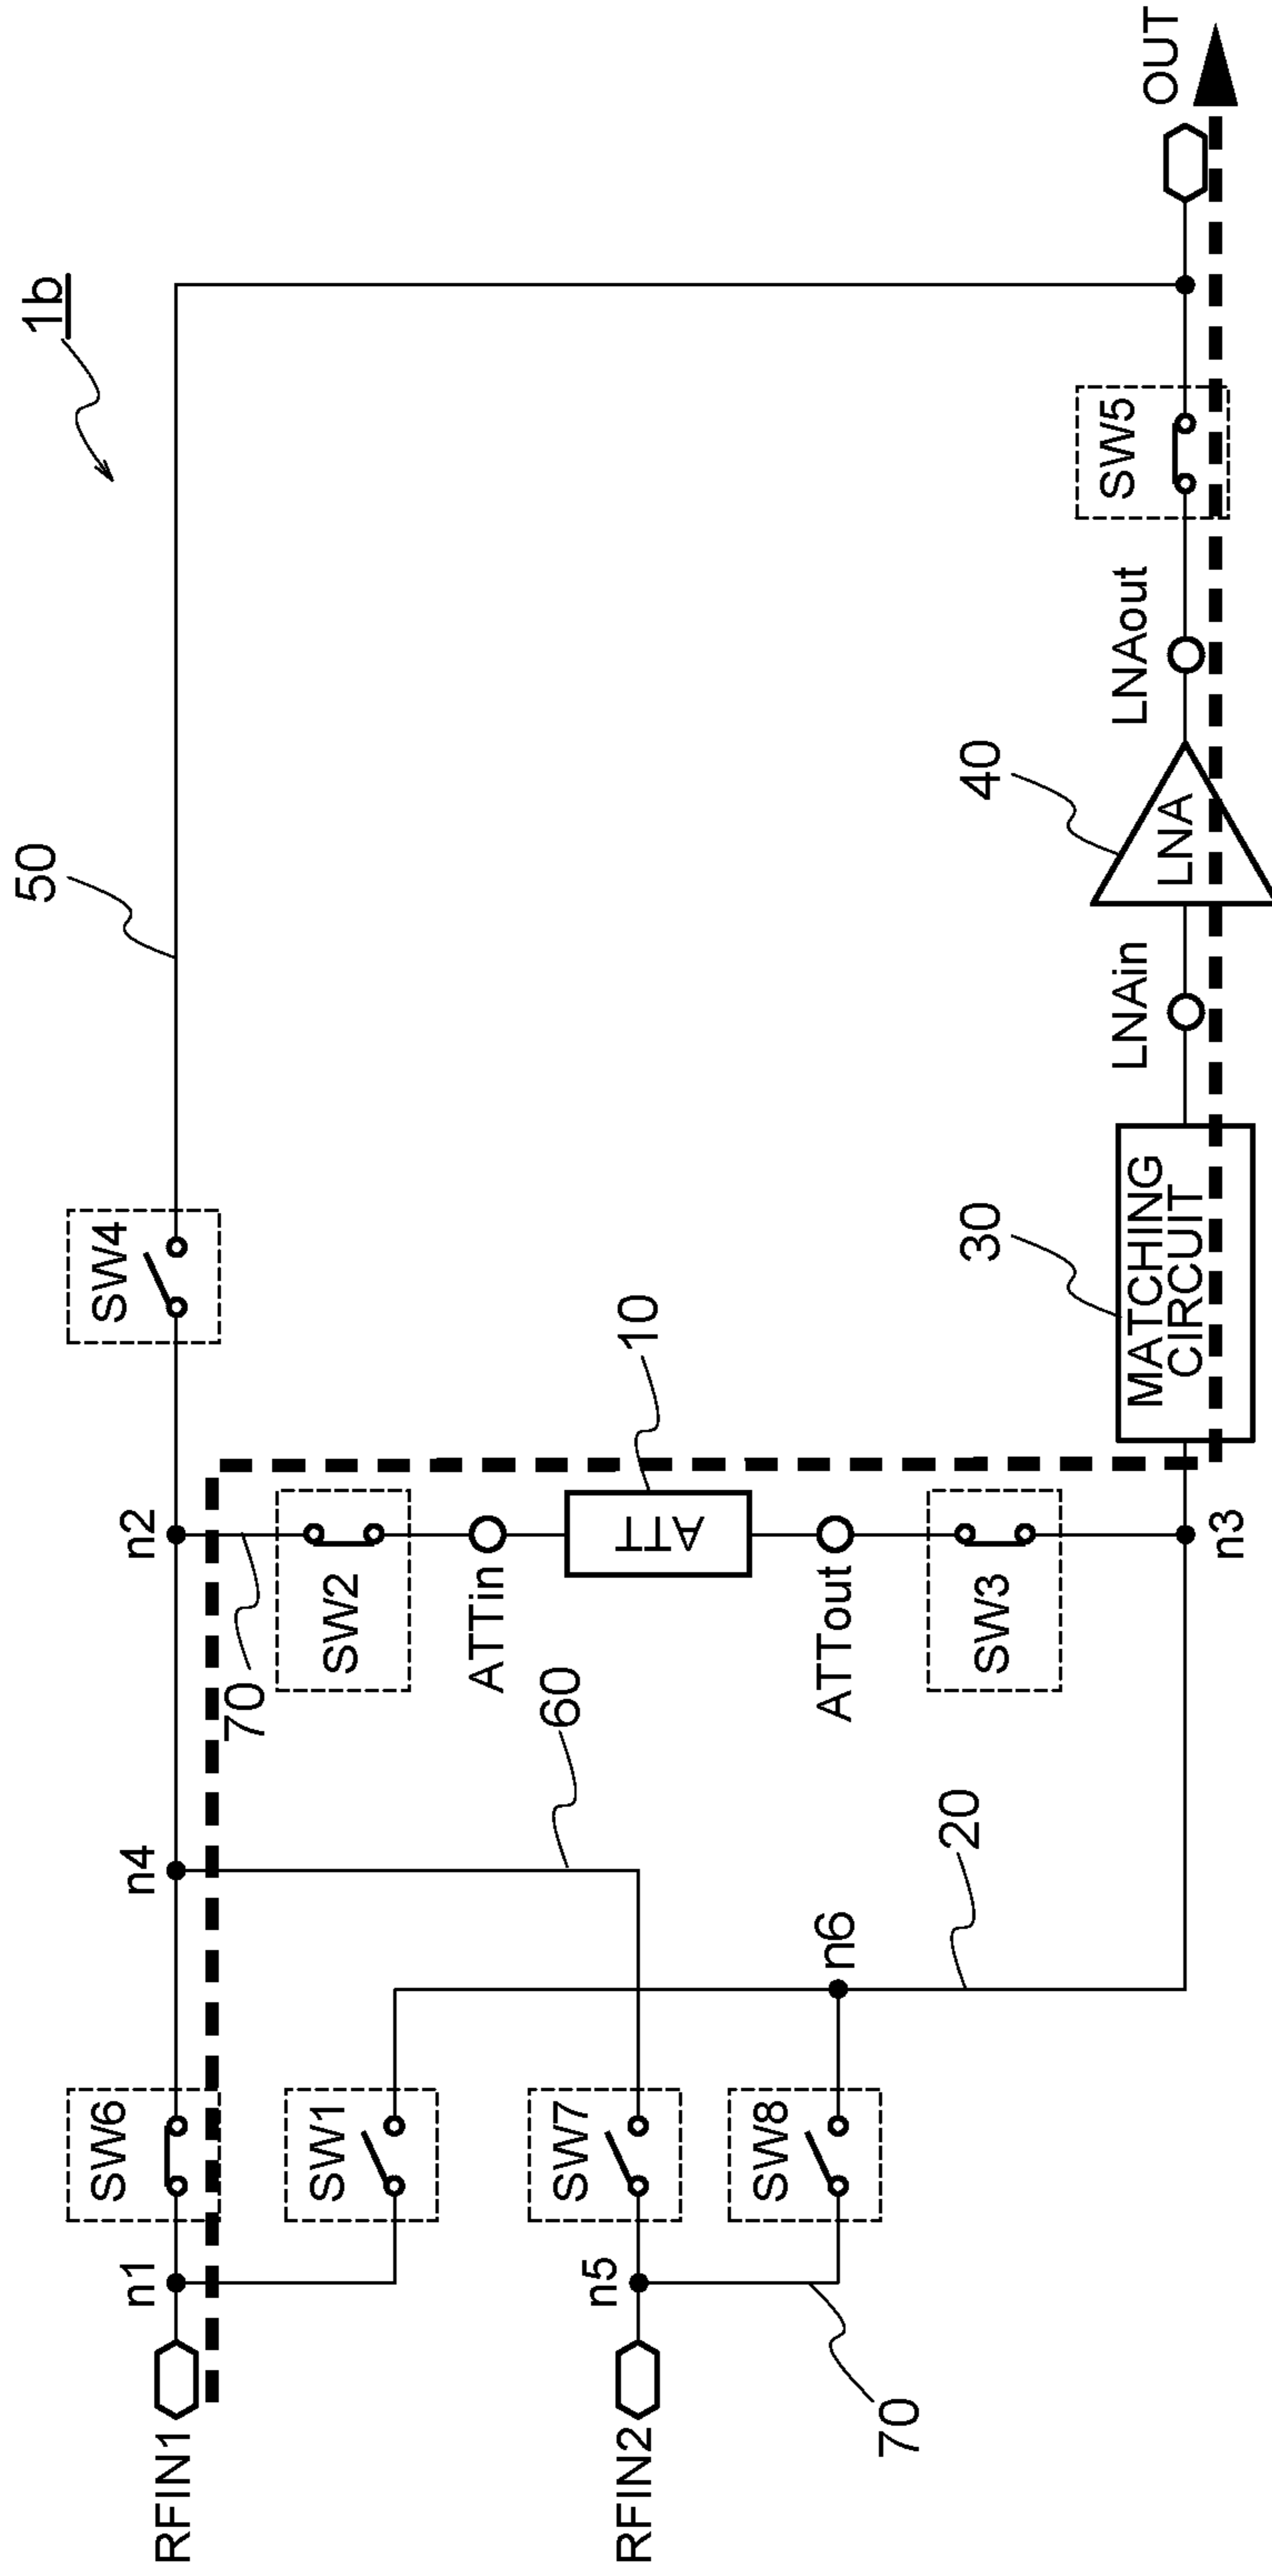 1b
50
SW4
n2
n4
SW6
n1
RFIN1
70
SW2
ATTin
ATT
10
ATTout
SW3
60
SW1
SW7
n5
RFIN2
SW8
n6
70
20
n3
30
MATCHING
CIRCUIT
LNAin
40
LNA
LNAout
SW5
OUT